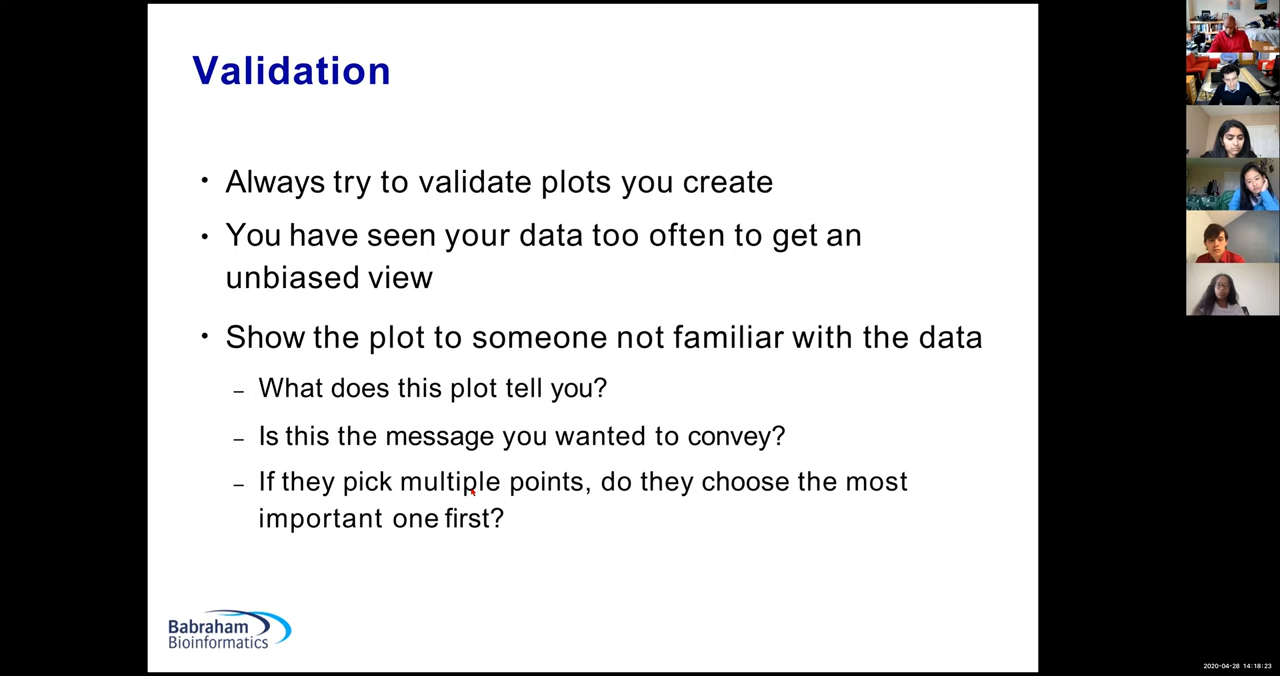 Validation
• Always try to validate plots you create
• You have seen your data too often to get an
unbiased view
• Show the plot to someone not familiar with the data
– What does this plot tell you?
– Is this the message you wanted to convey?
– If they pick multiple points, do they choose the most
important one first?
Babraham
Bioinformatics
2020-04-28 14:18:23